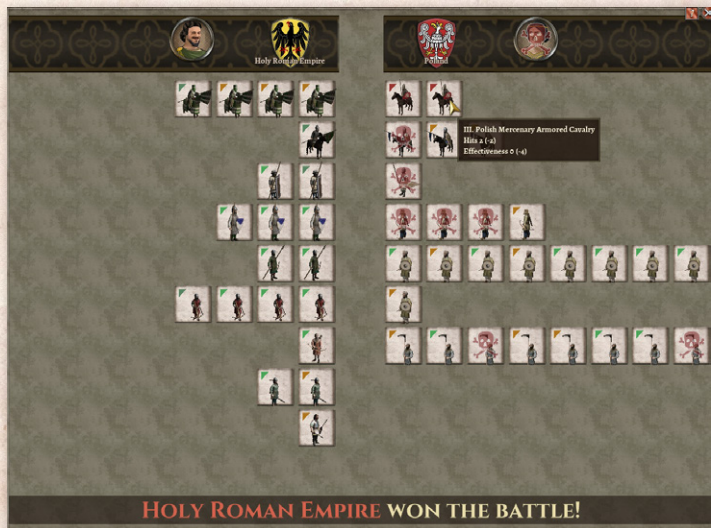 Holy Roman Empire
Poland
III. Polish Mercenary Armored Cavalry
Hits 2 (-2)
Effectiveness 0 (-4)
HOLY ROMAN EMPIRE WON THE BATTLE!